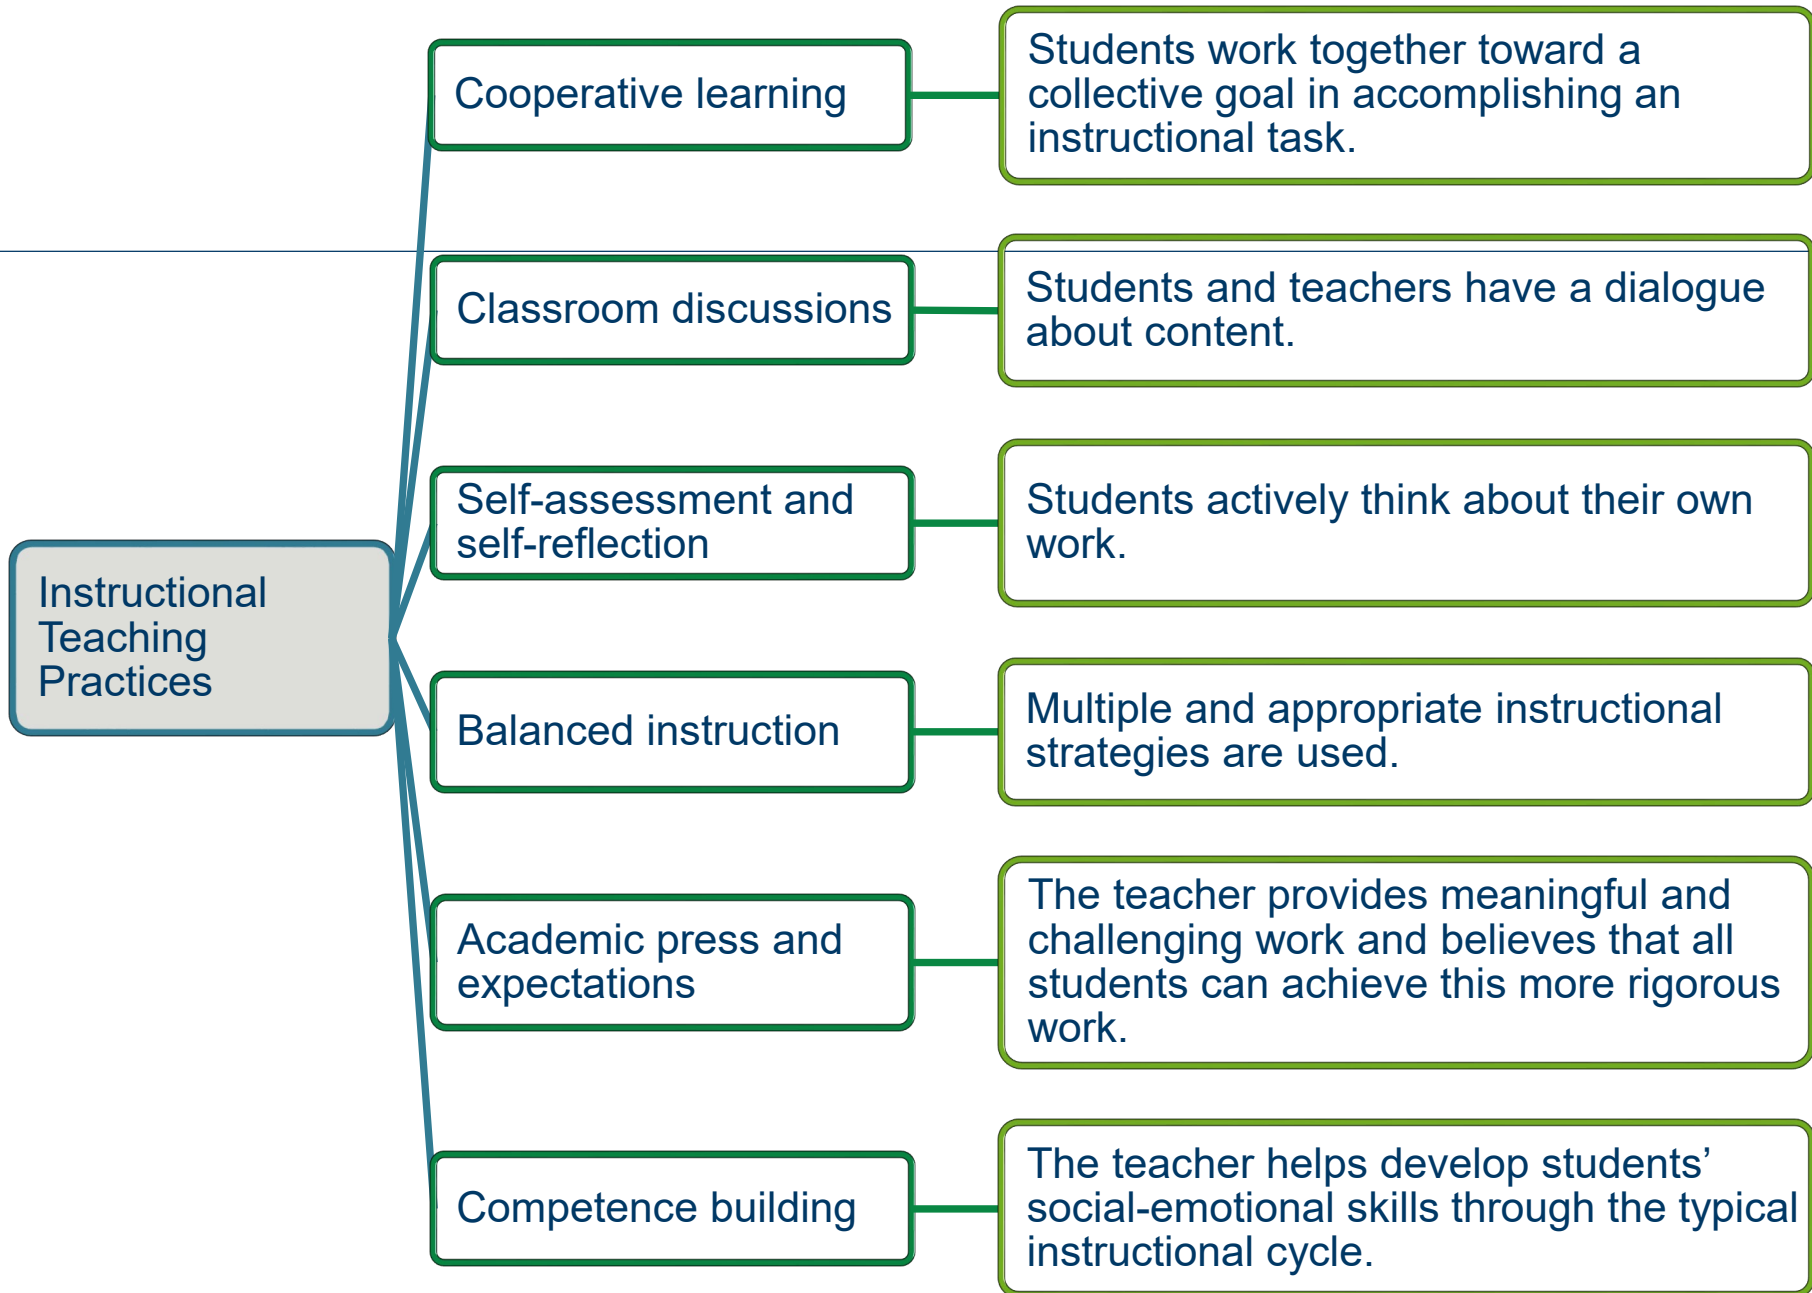 Cooperative learning
Students work together toward a
collective goal in accomplishing an
instructional task.
Classroom discussions
Students and teachers have a dialogue
about content.
Self-assessment and
self-reflection
Students actively think about their own
work.
Instructional
Teaching
Practices
Balanced instruction
Multiple and appropriate instructional
strategies are used.
Academic press and
expectations
The teacher provides meaningful and
challenging work and believes that all
students can achieve this more rigorous
work.
Competence building
The teacher helps develop students’
social-emotional skills through the typical
instructional cycle.